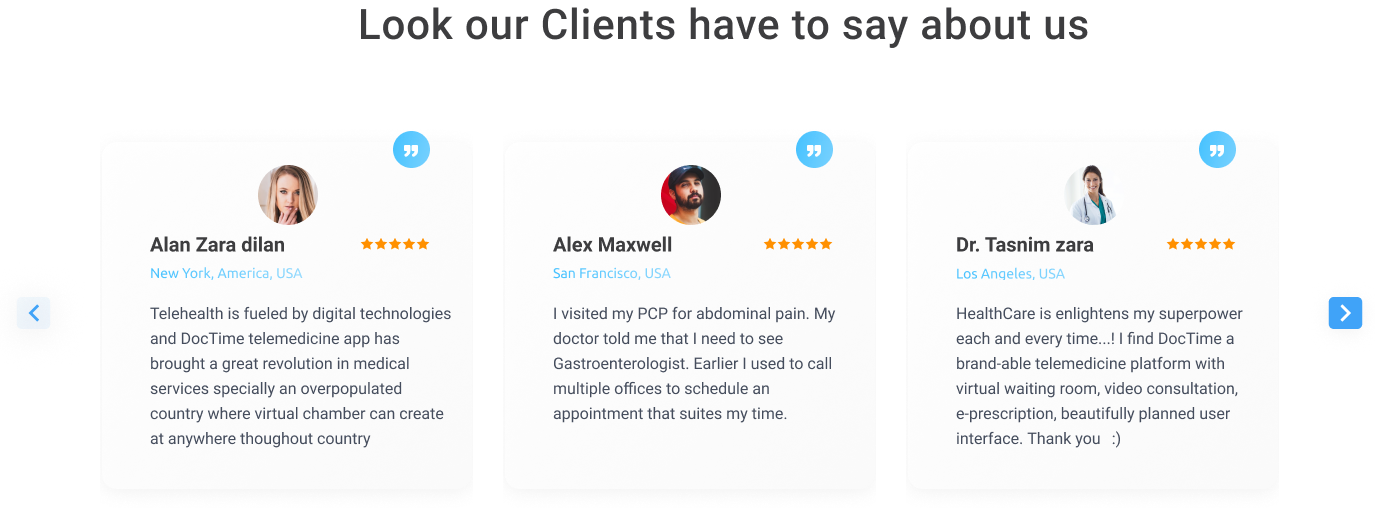 Look our Clients have to say about us
Alan Zara dilan
New York, America, USA
Telehealth is fueled by digital technologies
and DocTime telemedicine app has
brought a great revolution in medical
services specially an overpopulated
country where virtual chamber can create
at anywhere thoughout country
Alex Maxwell
San Francisco, USA
I visited my PCP for abdominal pain. My
doctor told me that I need to see
Gastroenterologist. Earlier I used to call
multiple offices to schedule an
appointment that suites my time.
Dr. Tasnim zara
Los Angeles, USA
HealthCare is enlightens my superpower
each and every time...! I find DocTime a
brand-able telemedicine platform with
virtual waiting room, video consultation,
e-prescription, beautifully planned user
interface. Thank you :)